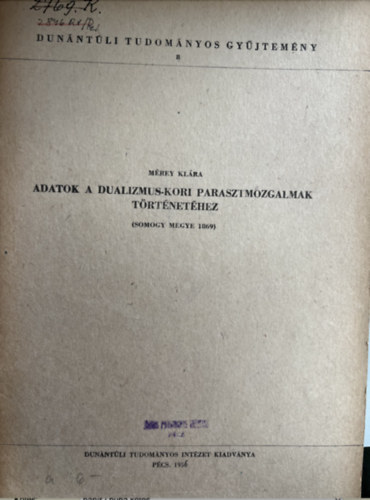 2769.K.
DUNÁNTÚLI TUDOMÁNYOS GYŰJTEMÉNY
8
MÉREY KLÁRA
ADATOK A DUALIZMUS-KORI PARASZTMOZGALMAK
TÖRTÉNETÉHEZ
(SOMOGY MEGYE 1869)
DUNÁNTÚLI TUDOMÁNYOS INTÉZET KIADVÁNYA
PÉCS, 1956